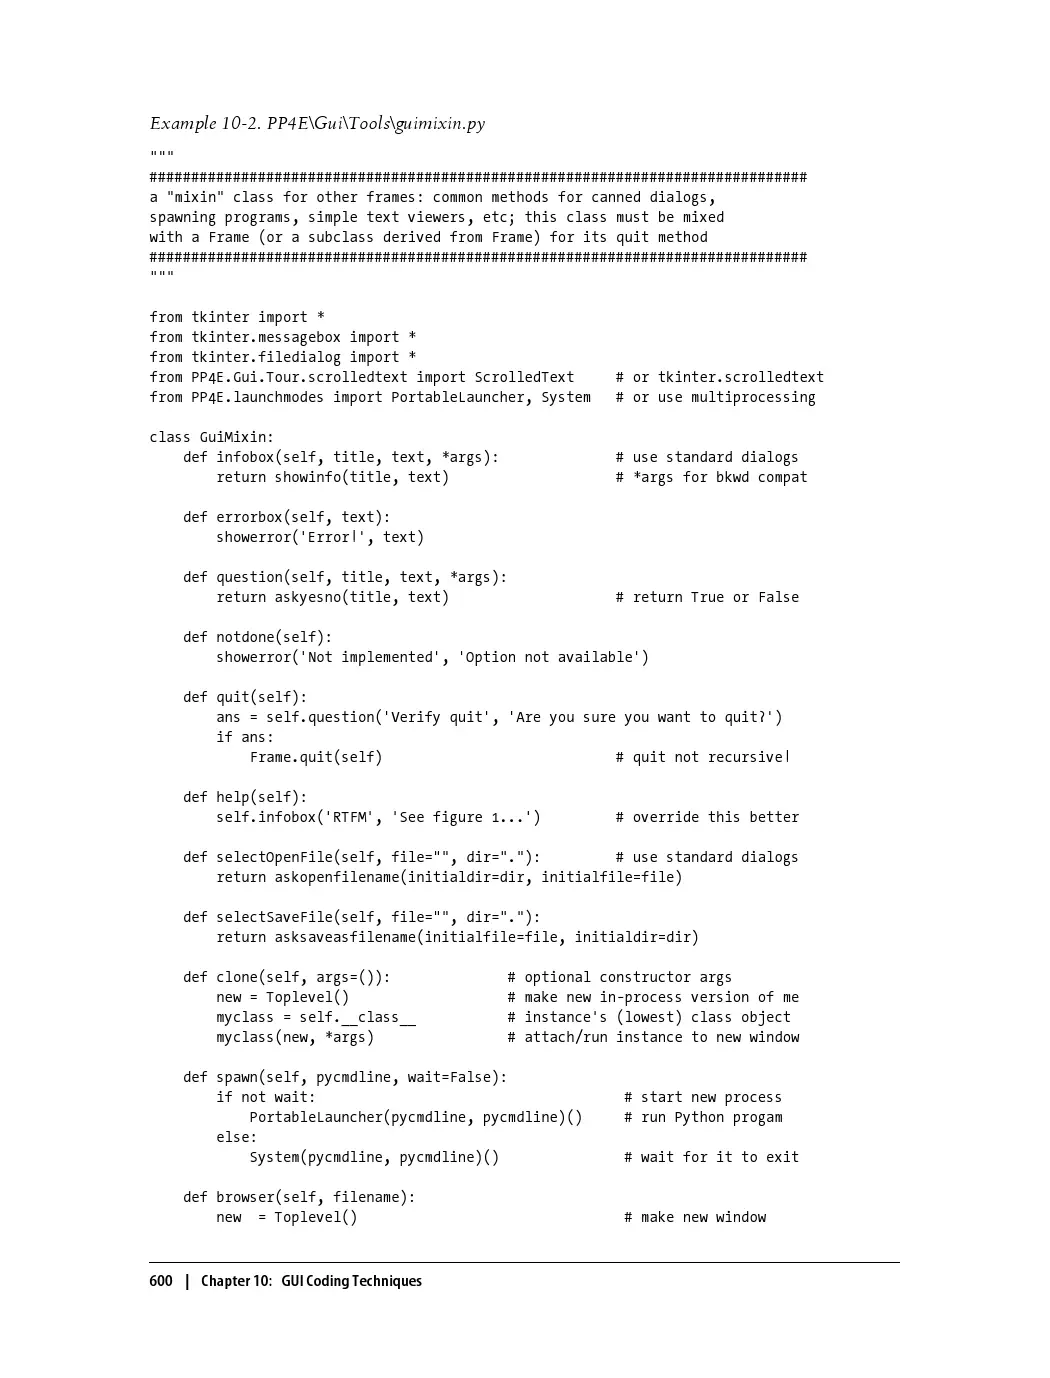 Example 10-2. PP4E\Gui\Tools\guimixin.py
"""
###############################################################################
a "mixin" class for other frames: common methods for canned dialogs,
spawning programs, simple text viewers, etc; this class must be mixed
with a Frame (or a subclass derived from Frame) for its quit method
###############################################################################
"""
from tkinter import *
from tkinter.messagebox import *
from tkinter.filedialog import *
from PP4E.Gui.Tour.scrolledtext import ScrolledText     # or tkinter.scrolledtext
from PP4E.launchmodes import PortableLauncher, System   # or use multiprocessing
class GuiMixin:
    def infobox(self, title, text, *args):              # use standard dialogs
        return showinfo(title, text)                    # *args for bkwd compat
    def errorbox(self, text):
        showerror('Error!', text)
    def question(self, title, text, *args):
        return askyesno(title, text)                    # return True or False
    def notdone(self):
        showerror('Not implemented', 'Option not available')
    def quit(self):
        ans = self.question('Verify quit', 'Are you sure you want to quit?')
        if ans:
            Frame.quit(self)                            # quit not recursive!
    def help(self):
        self.infobox('RTFM', 'See figure 1...')         # override this better
    def selectOpenFile(self, file="", dir="."):         # use standard dialogs
        return askopenfilename(initialdir=dir, initialfile=file)
    def selectSaveFile(self, file="", dir="."):
        return asksaveasfilename(initialfile=file, initialdir=dir)
    def clone(self, args=()):              # optional constructor args
        new = Toplevel()                   # make new in-process version of me
        myclass = self.__class__           # instance's (lowest) class object
        myclass(new, *args)                # attach/run instance to new window
    def spawn(self, pycmdline, wait=False):
        if not wait:                                     # start new process
            PortableLauncher(pycmdline, pycmdline)()     # run Python progam
        else:
            System(pycmdline, pycmdline)()               # wait for it to exit
    def browser(self, filename):
        new  = Toplevel()                                # make new window
600 | Chapter 10: GUI Coding Techniques